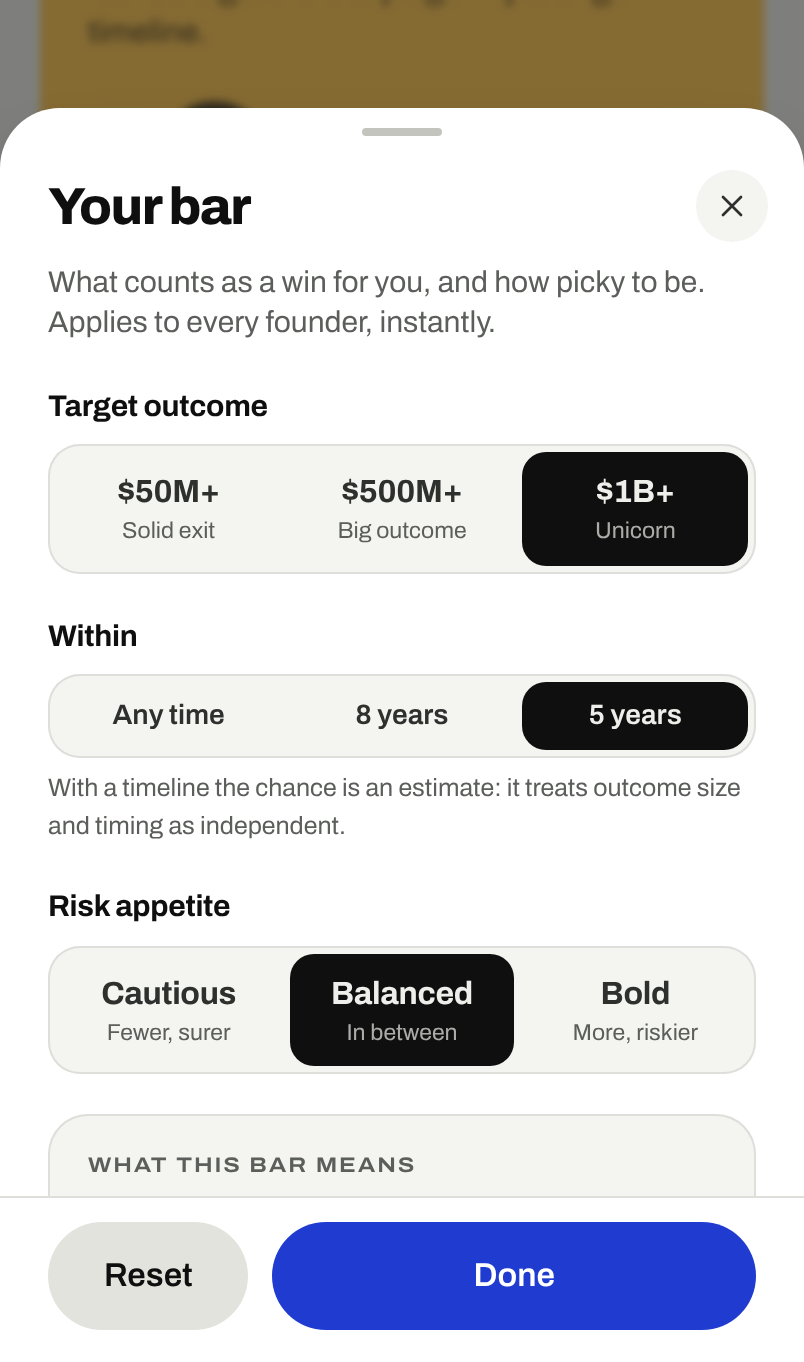 timeline.
Your bar
What counts as a win for you, and how picky to be.
Applies to every founder, instantly.
Target outcome
$50M+
Solid exit
$500M+
Big outcome
$1B+
Unicorn
Within
Any time
8 years
5 years
With a timeline the chance is an estimate: it treats outcome size
and timing as independent.
Risk appetite
Cautious
Fewer, surer
Balanced
In between
Bold
More, riskier
WHAT THIS BAR MEANS
Reset
Done